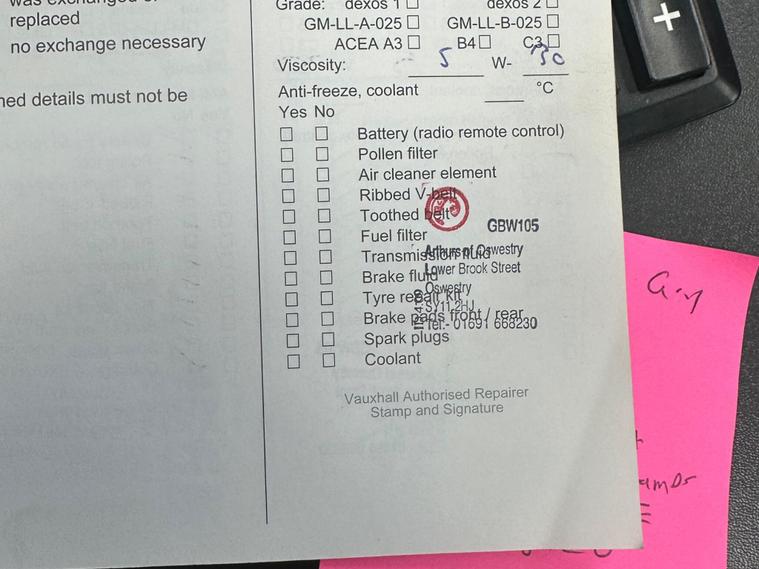 replaced
no exchange necessary
ned details must not be
Grade: dexos 1 ☐ dexos 2 ☐
GM-LL-A-025 ☐ GM-LL-B-025 ☐
ACEA A3 ☐ B4 ☐ C3 ☐
Viscosity: 5 W- 30
Anti-freeze, coolant °C
Yes No
☐ ☐ Battery (radio remote control)
☐ ☐ Pollen filter
☐ ☐ Air cleaner element
☐ ☐ Ribbed V-belt
☐ ☐ Toothed belt
☐ ☐ Fuel filter
☐ ☐ Transmission fluid
☐ ☐ Brake fluid
☐ ☐ Tyre repair kit
☐ ☐ Brake pads front / rear
☐ ☐ Spark plugs
☐ ☐ Coolant
GBW105
Arthurs of Oswestry
Lower Brook Street
Oswestry
SY11 2HJ
Tel:- 01691 668230
Vauxhall Authorised Repairer
Stamp and Signature
+